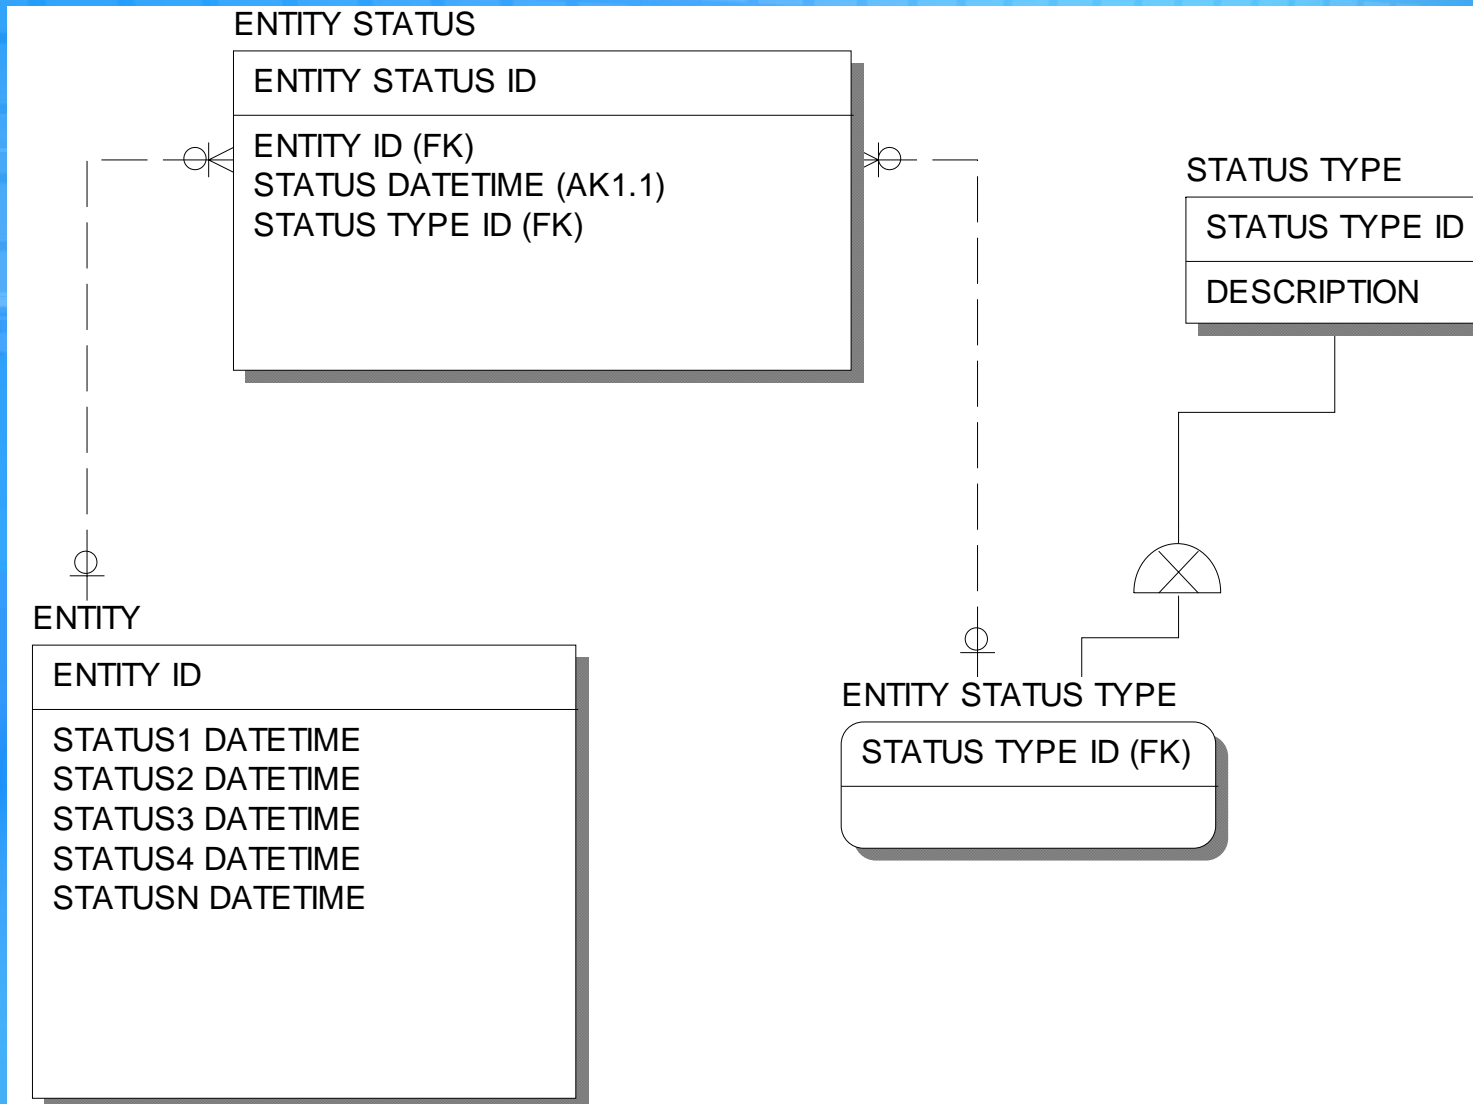 ENTITY STATUS
ENTITY STATUS ID
ENTITY ID (FK)
STATUS DATETIME (AK1.1)
STATUS TYPE ID (FK)
STATUS TYPE
STATUS TYPE ID
DESCRIPTION
ENTITY
ENTITY ID
STATUS1 DATETIME
STATUS2 DATETIME
STATUS3 DATETIME
STATUS4 DATETIME
STATUSN DATETIME
ENTITY STATUS TYPE
STATUS TYPE ID (FK)